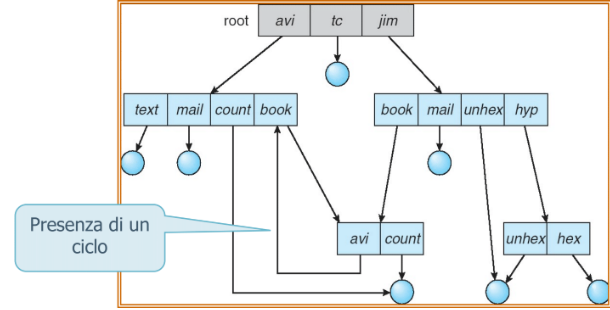 root avi tc jim
text mail count book
book mail unhex hyp
Presenza di un
ciclo
avi count
unhex hex